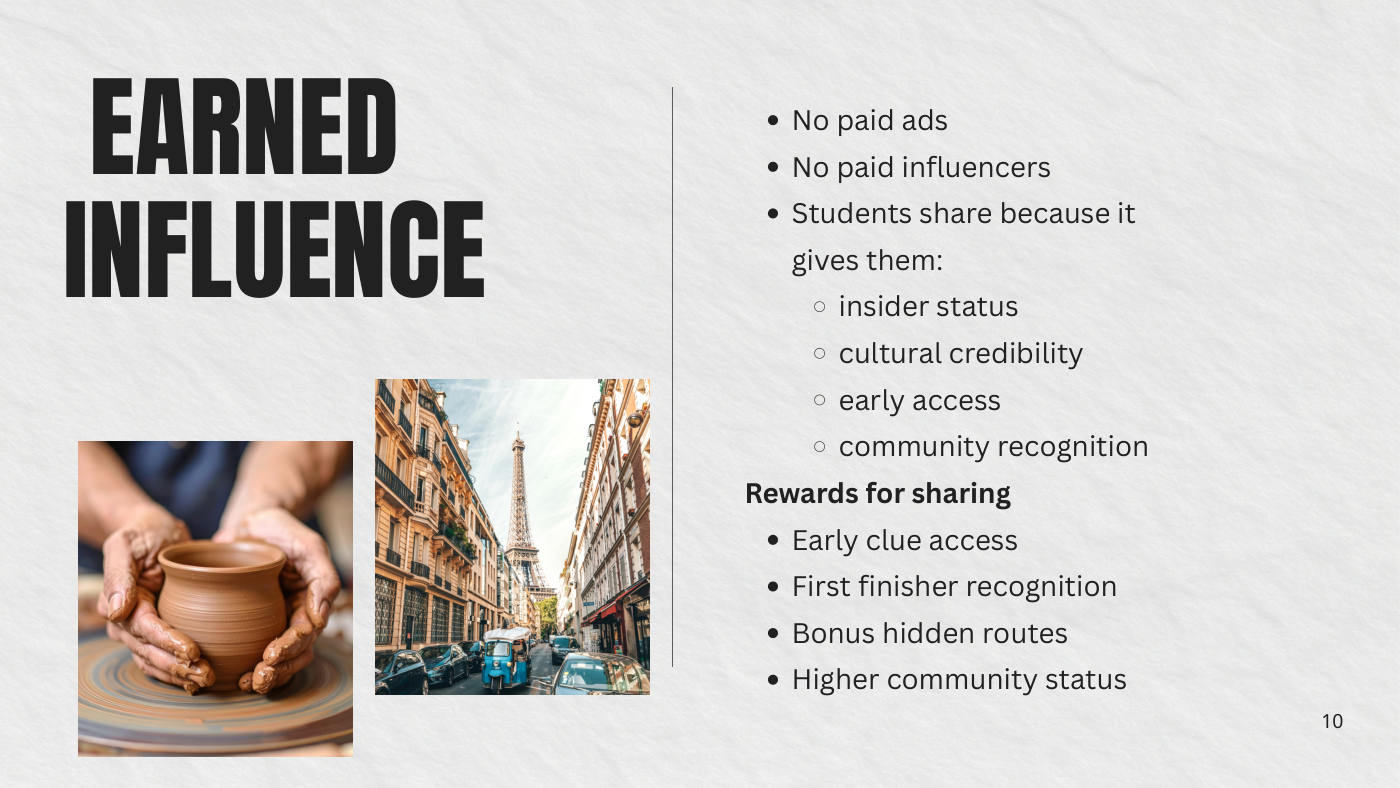 EARNED
INFLUENCE
• No paid ads
• No paid influencers
• Students share because it
gives them:
○ insider status
○ cultural credibility
○ early access
○ community recognition
Rewards for sharing
• Early clue access
• First finisher recognition
• Bonus hidden routes
• Higher community status
10